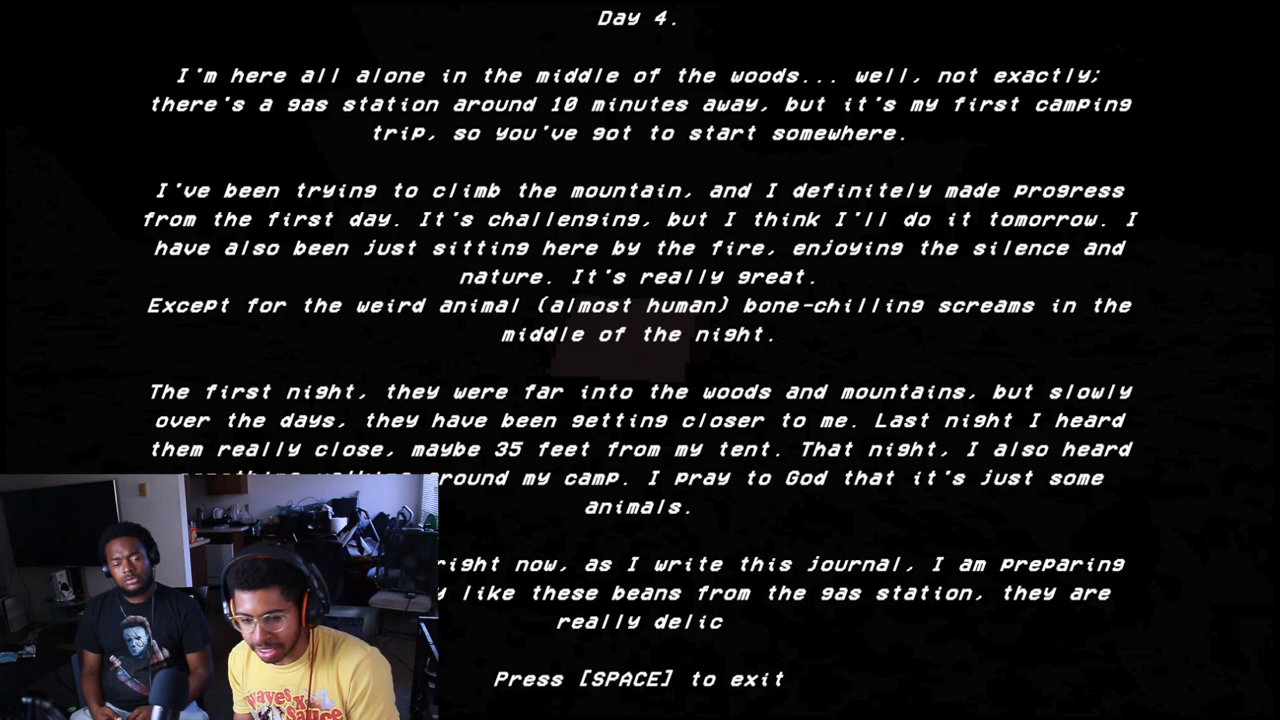 Day 4.
I'm here all alone in the middle of the woods... well, not exactly;
there's a gas station around 10 minutes away, but it's my first camping
trip, so you've got to start somewhere.
I've been trying to climb the mountain, and I definitely made progress
from the first day. It's challenging, but I think I'll do it tomorrow. I
have also been just sitting here by the fire, enjoying the silence and
nature. It's really great.
Except for the weird animal (almost human) bone-chilling screams in the
middle of the night.
The first night, they were far into the woods and mountains, but slowly
over the days, they have been getting closer to me. Last night I heard
them really close, maybe 35 feet from my tent. That night, I also heard
around my camp. I pray to God that it's just some
animals.
right now, as I write this journal, I am preparing
like these beans from the gas station, they are
really delic
Press [SPACE] to exit
Sauce